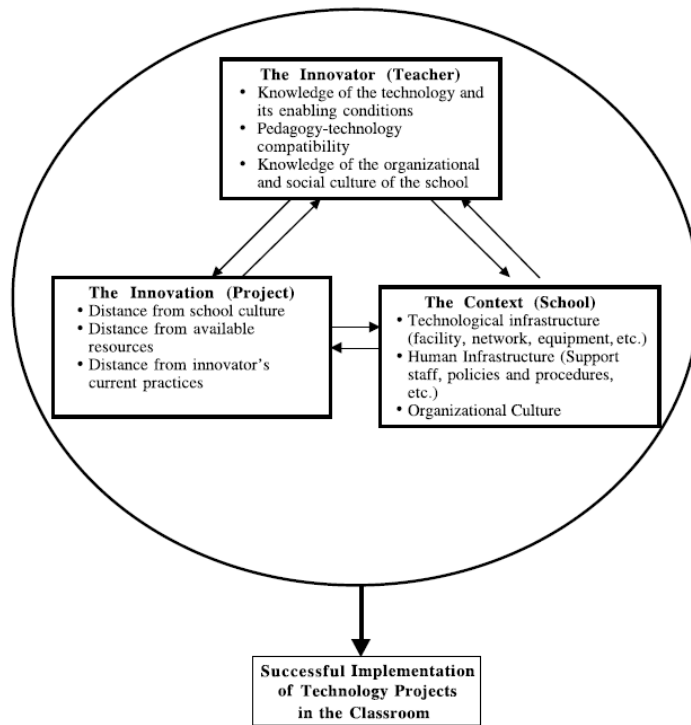 The Innovator (Teacher)
• Knowledge of the technology and
its enabling conditions
• Pedagogy-technology
compatibility
• Knowledge of the organizational
and social culture of the school
The Innovation (Project)
• Distance from school culture
• Distance from available
resources
• Distance from innovator's
current practices
The Context (School)
• Technological infrastructure
(facility, network, equipment, etc.)
• Human Infrastructure (Support
staff, policies and procedures,
etc.)
• Organizational Culture
Successful Implementation
of Technology Projects
in the Classroom